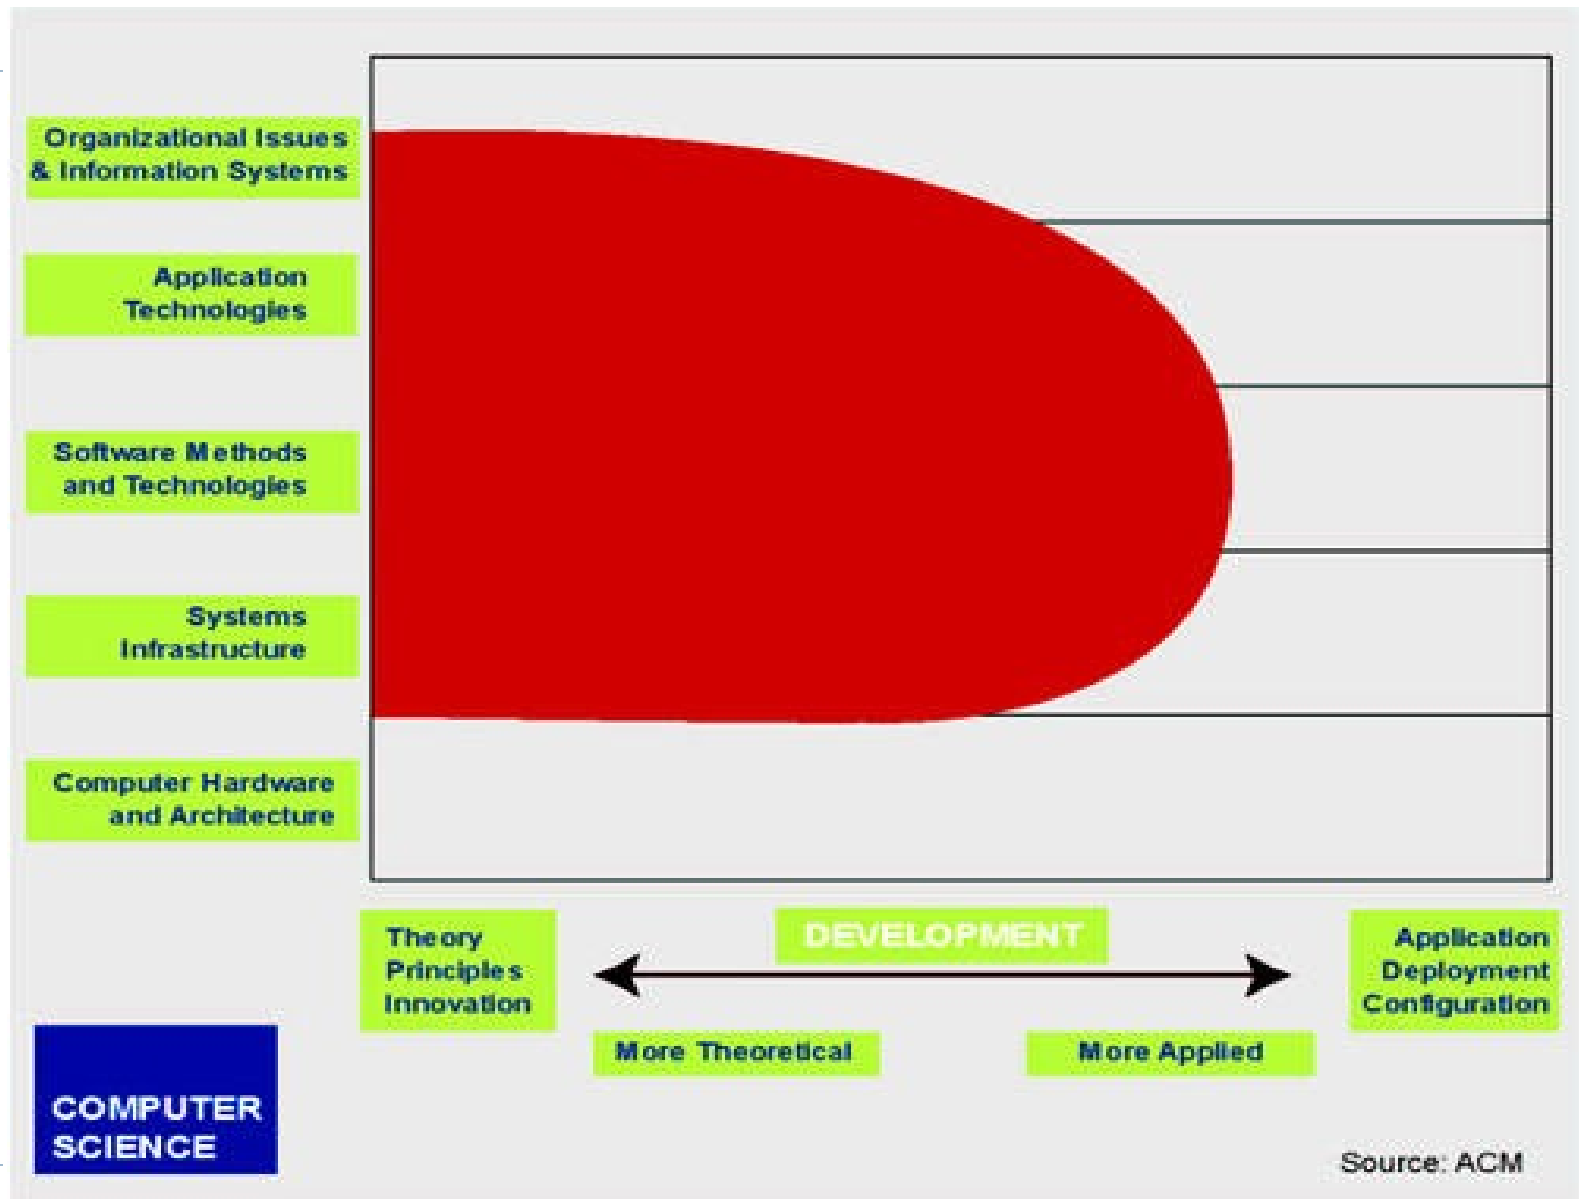 Organizational Issues
& Information Systems
Application
Technologies
Software Methods
and Technologies
Systems
Infrastructure
Computer Hardware
and Architecture
Theory
Principles
Innovation
DEVELOPMENT
Application
Deployment
Configuration
More Theoretical
More Applied
COMPUTER
SCIENCE
Source: ACM